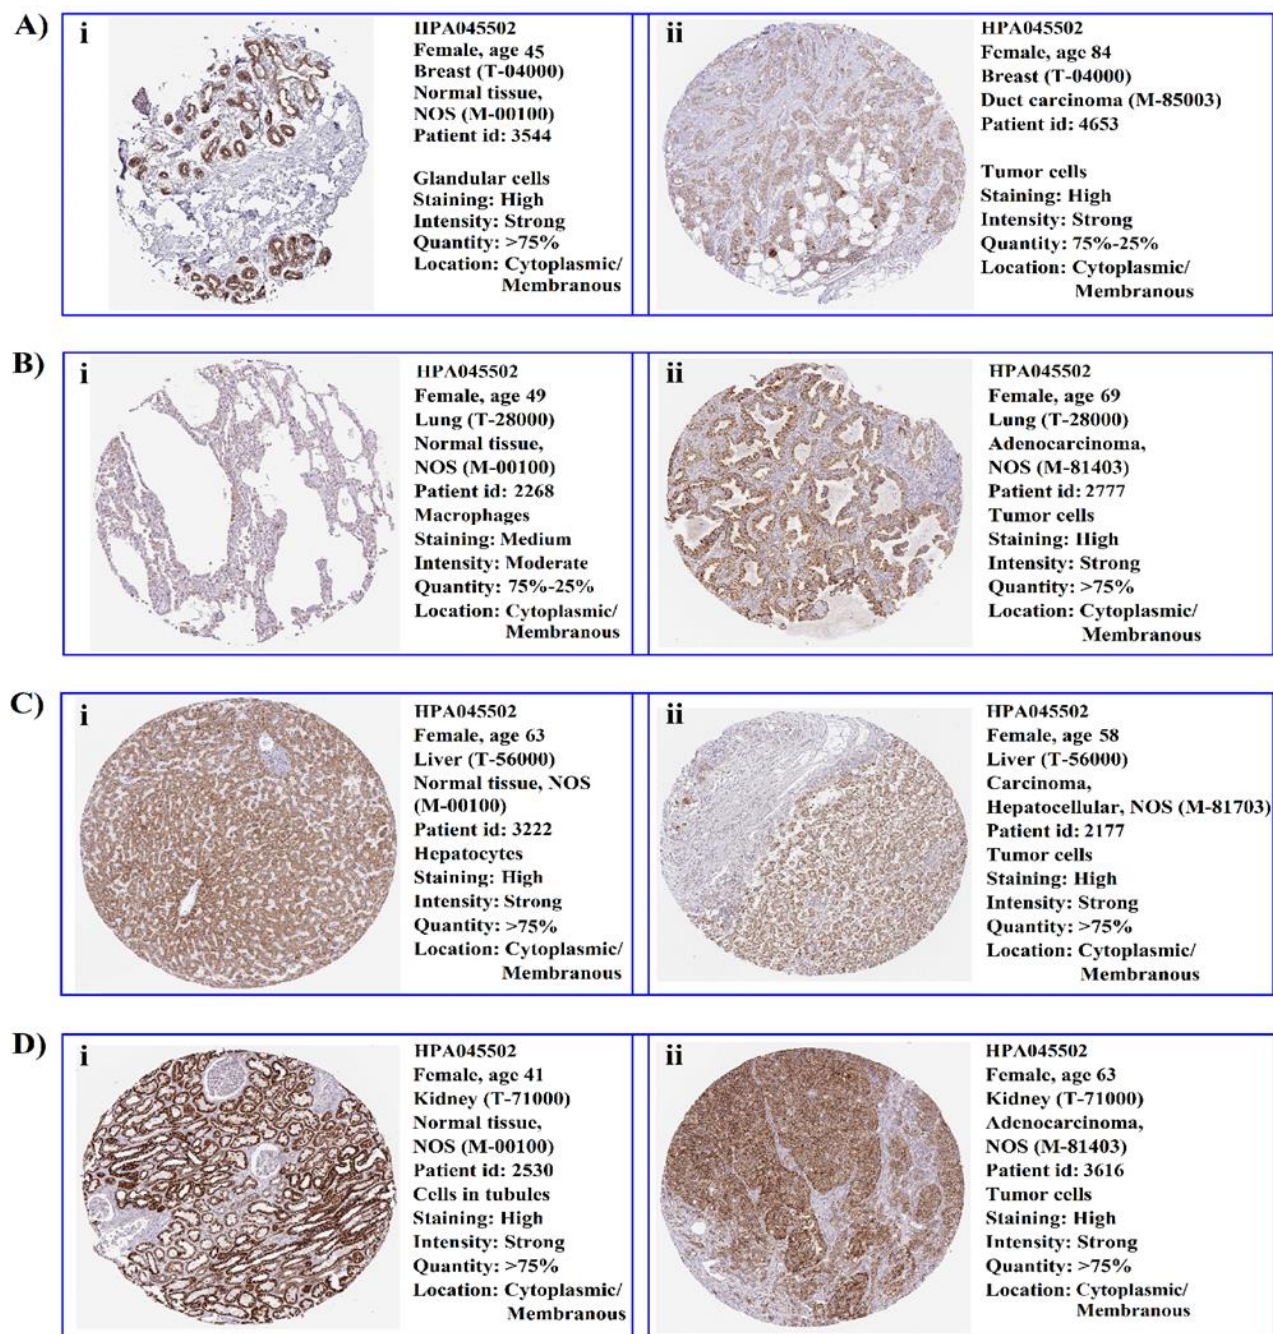 A)
i
HPA045502
Female, age 45
Breast (T-04000)
Normal tissue,
NOS (M-00100)
Patient id: 3544
Glandular cells
Staining: High
Intensity: Strong
Quantity: >75%
Location: Cytoplasmic/
Membranous
ii
HPA045502
Female, age 84
Breast (T-04000)
Duct carcinoma (M-85003)
Patient id: 4653
Tumor cells
Staining: High
Intensity: Strong
Quantity: 75%-25%
Location: Cytoplasmic/
Membranous
B)
i
HPA045502
Female, age 49
Lung (T-28000)
Normal tissue,
NOS (M-00100)
Patient id: 2268
Macrophages
Staining: Medium
Intensity: Moderate
Quantity: 75%-25%
Location: Cytoplasmic/
Membranous
ii
HPA045502
Female, age 69
Lung (T-28000)
Adenocarcinoma,
NOS (M-81403)
Patient id: 2777
Tumor cells
Staining: High
Intensity: Strong
Quantity: >75%
Location: Cytoplasmic/
Membranous
C)
i
HPA045502
Female, age 63
Liver (T-56000)
Normal tissue, NOS
(M-00100)
Patient id: 3222
Hepatocytes
Staining: High
Intensity: Strong
Quantity: >75%
Location: Cytoplasmic/
Membranous
ii
HPA045502
Female, age 58
Liver (T-56000)
Carcinoma,
Hepatocellular, NOS (M-81703)
Patient id: 2177
Tumor cells
Staining: High
Intensity: Strong
Quantity: >75%
Location: Cytoplasmic/
Membranous
D)
i
HPA045502
Female, age 41
Kidney (T-71000)
Normal tissue,
NOS (M-00100)
Patient id: 2530
Cells in tubules
Staining: High
Intensity: Strong
Quantity: >75%
Location: Cytoplasmic/
Membranous
ii
HPA045502
Female, age 63
Kidney (T-71000)
Adenocarcinoma,
NOS (M-81403)
Patient id: 3616
Tumor cells
Staining: High
Intensity: Strong
Quantity: >75%
Location: Cytoplasmic/
Membranous